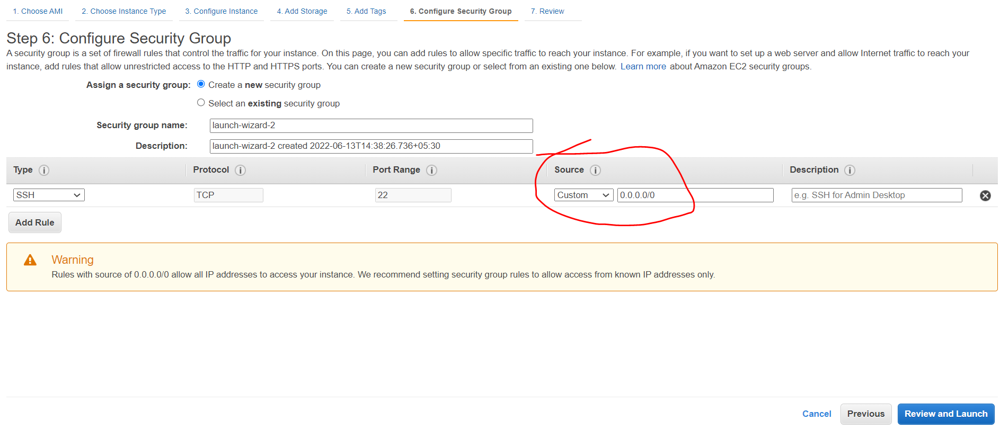 1. Choose AMI 2. Choose Instance Type 3. Configure Instance 4. Add Storage 5. Add Tags 6. Configure Security Group 7. Review
Step 6: Configure Security Group
A security group is a set of firewall rules that control the traffic for your instance. On this page, you can add rules to allow specific traffic to reach your instance. For example, if you want to set up a web server and allow Internet traffic to reach your
instance, add rules that allow unrestricted access to the HTTP and HTTPS ports. You can create a new security group or select from an existing one below. Learn more about Amazon EC2 security groups.
Assign a security group: Create a new security group
Select an existing security group
Security group name: launch-wizard-2
Description: launch-wizard-2 created 2022-06-13T14:38:26.736+05:30
Type i Protocol i Port Range i Source i Description i
SSH TCP 22 Custom 0.0.0.0/0 e.g. SSH for Admin Desktop
Add Rule
Warning
Rules with source of 0.0.0.0/0 allow all IP addresses to access your instance. We recommend setting security group rules to allow access from known IP addresses only.
Cancel Previous Review and Launch